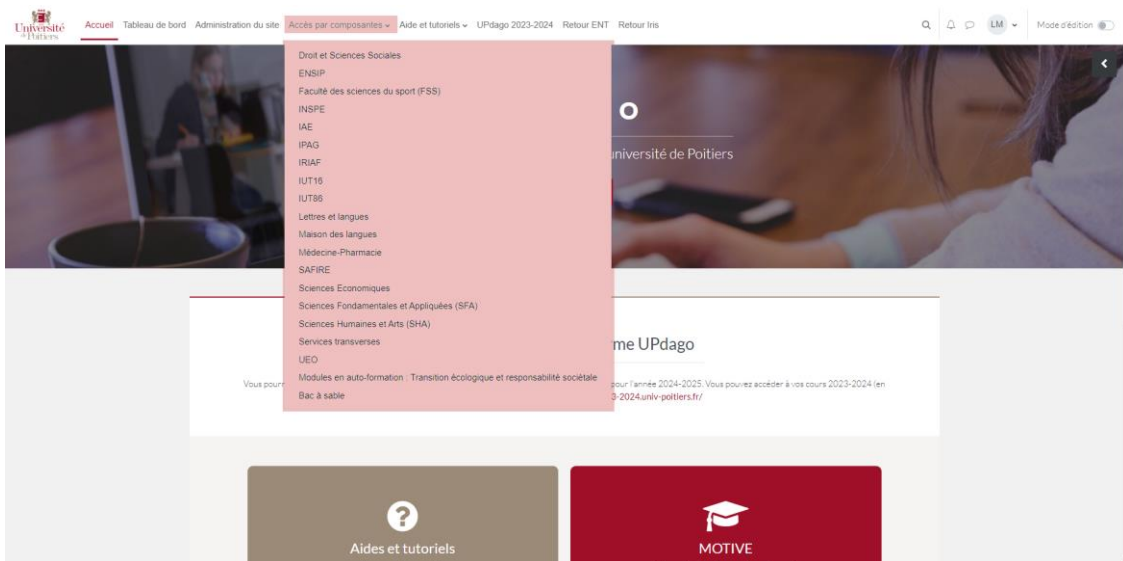 Université
de Poitiers
Accueil Tableau de bord Administration du site Accès par composantes Aide et tutoriels UPdago 2023-2024 Retour ENT Retour Iris LM Mode d'édition
Droit et Sciences Sociales
ENSIP
Faculté des sciences du sport (FSS)
INSPE
IAE
IPAG
IRIAF
IUT16
IUT86
Lettres et langues
Maison des langues
Médecine-Pharmacie
SAFIRE
Sciences Economiques
Sciences Fondamentales et Appliquées (SFA)
Sciences Humaines et Arts (SHA)
Services transverses
UEO
Modules en auto-formation : Transition écologique et responsabilité sociétale
Bac à sable
o
université de Poitiers
me UPdago
Vous pourr pour l'année 2024-2025. Vous pouvez accéder à vos cours 2023-2024 (en
3-2024.univ-poitiers.fr/
Aides et tutoriels
MOTIVE